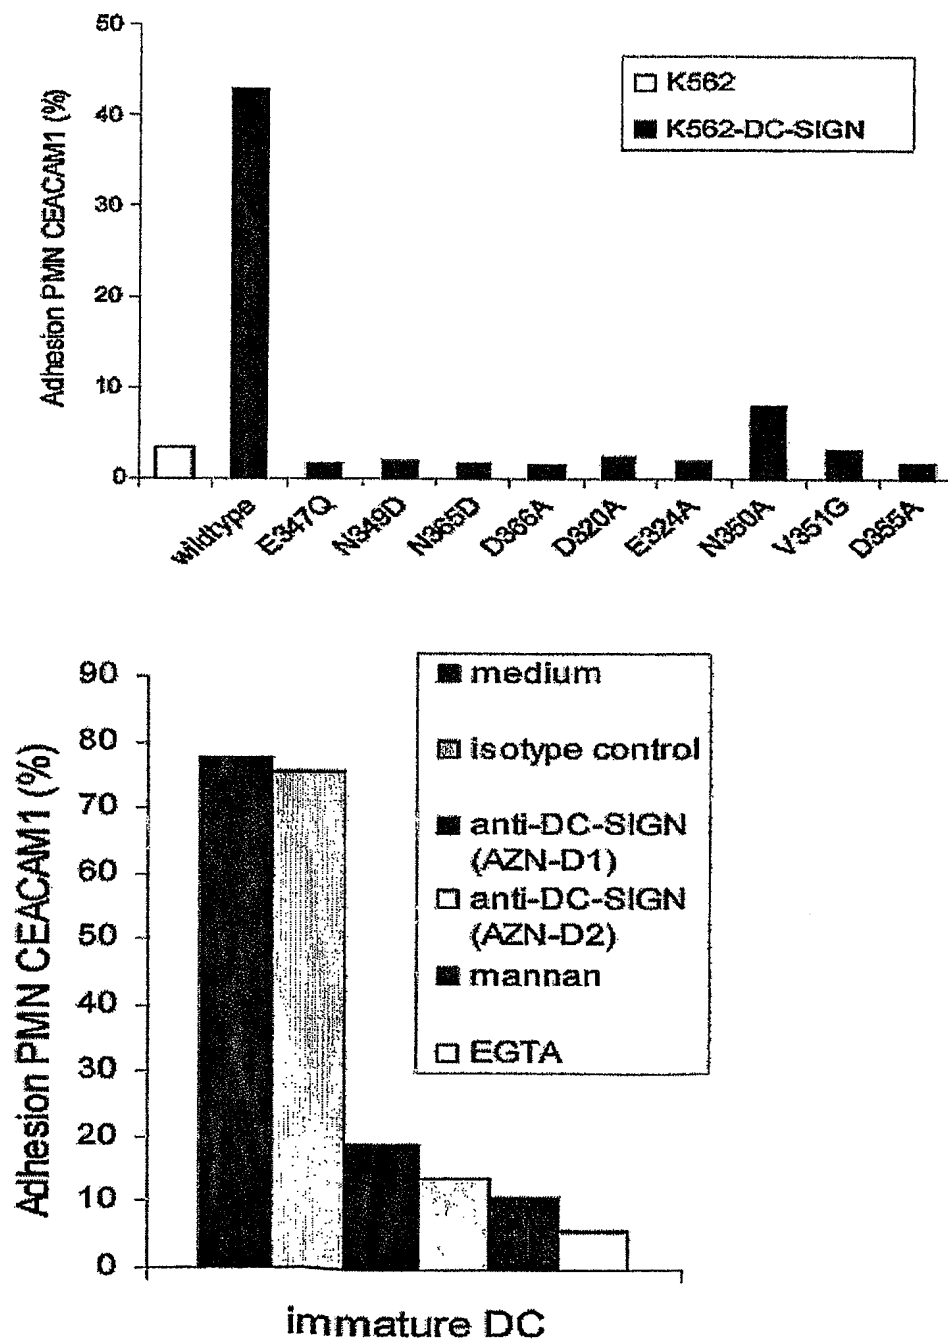 50
40
30
20
10
0
Adhesion PMN CEACAM1 (%)
K562
K562-DC-SIGN
wildtype
E347Q
N349D
N365D
D366A
D320A
E324A
N350A
V351G
D355A
90
80
70
60
50
40
30
20
10
0
Adhesion PMN CEACAM1 (%)
medium
isotype control
anti-DC-SIGN
(AZN-D1)
anti-DC-SIGN
(AZN-D2)
mannan
EGTA
immature DC